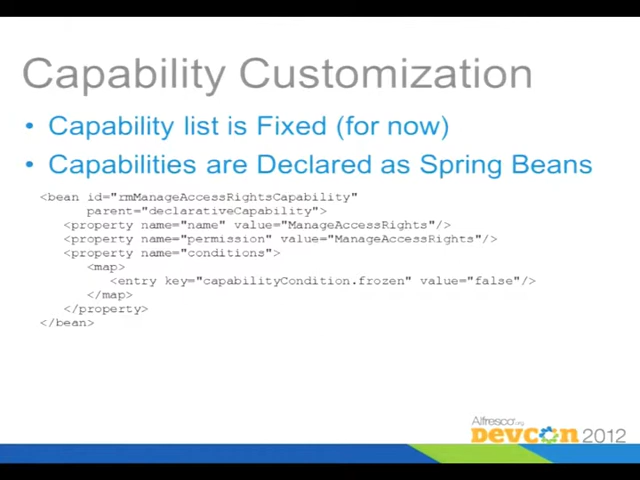 Capability Customization
• Capability list is Fixed (for now)
• Capabilities are Declared as Spring Beans
<bean id="rmManageAccessRightsCapability"
parent="declarativeCapability">
<property name="name" value="ManageAccessRights"/>
<property name="permission" value="ManageAccessRights"/>
<property name="conditions">
<map>
<entry key="capabilityCondition.frozen" value="false"/>
</map>
</property>
</bean>
Alfresco.org
Devcon 2012